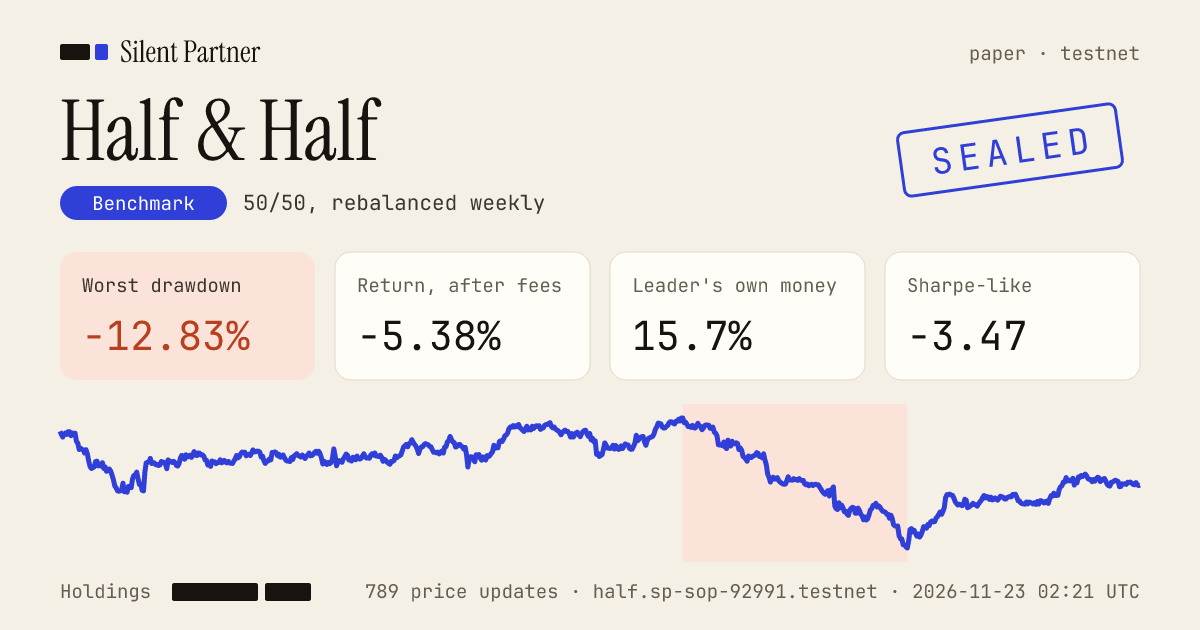 Silent Partner
paper · testnet
Half & Half
SEALED
Benchmark
50/50, rebalanced weekly
Worst drawdown
-12.83%
Return, after fees
-5.38%
Leader's own money
15.7%
Sharpe-like
-3.47
Holdings
789 price updates · half.sp-sop-92991.testnet · 2026-11-23 02:21 UTC